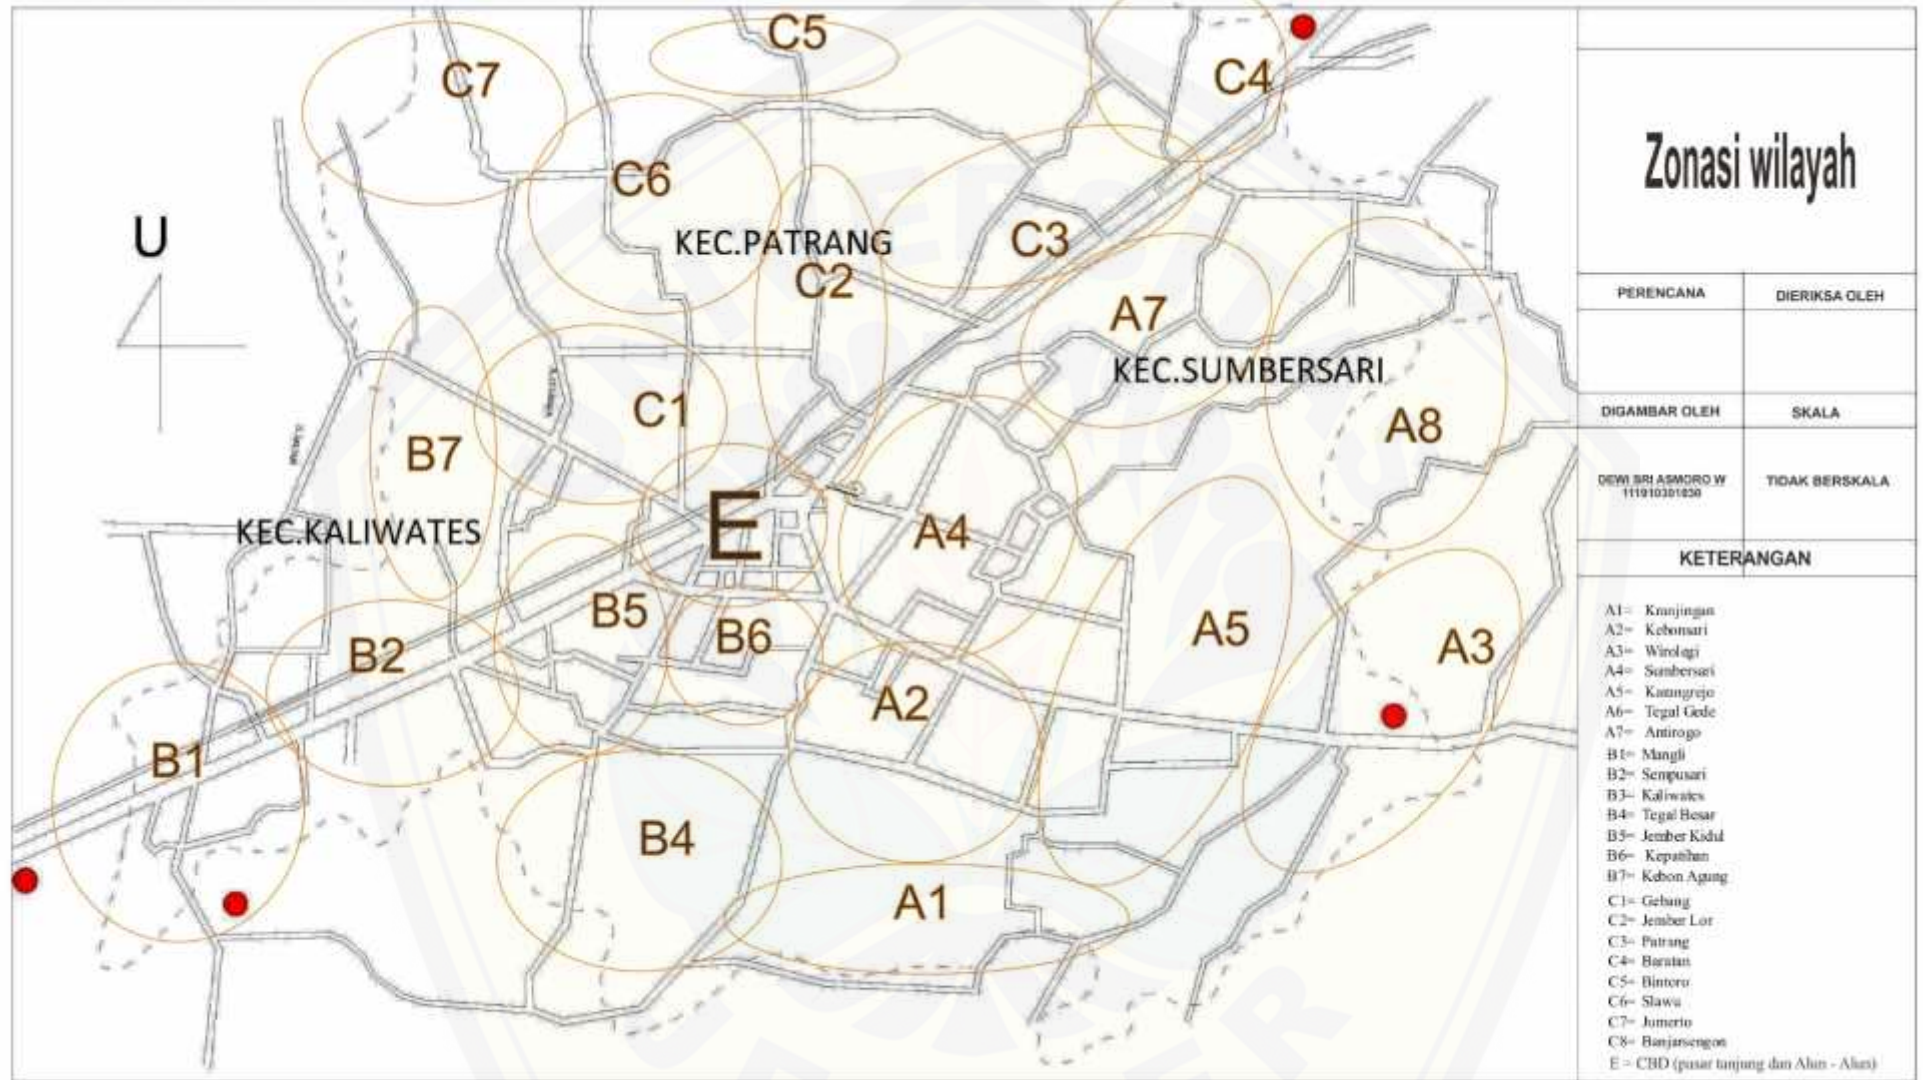 C5
C7
C4
C6
U
KEC.PATRANG
C3
C2
A7
KEC.SUMBERSARI
C1
A8
B7
E
KEC.KALIWATES
A4
B5
B6
A5
B2
A3
A2
B1
B4
A1
Zonasi wilayah
PERENCANA
DIERIKSA OLEH
DIGAMBAR OLEH
SKALA
DEWI SRI ASMORO W
111910301030
TIDAK BERSKALA
KETERANGAN
A1= Kranjingan
A2= Kebonsari
A3= Wirolegi
A4= Sumbersari
A5= Karangrejo
A6= Tegal Gede
A7= Antirogo
B1= Mangli
B2= Sempusari
B3= Kaliwates
B4= Tegal Besar
B5= Jember Kidul
B6= Kepatihan
B7= Kebon Agung
C1= Gebang
C2= Jember Lor
C3= Patrang
C4= Baratan
C5= Bintoro
C6= Slawu
C7= Jumerto
C8= Banjarsengon
E = CBD (pasar tanjung dan Alun - Alun)